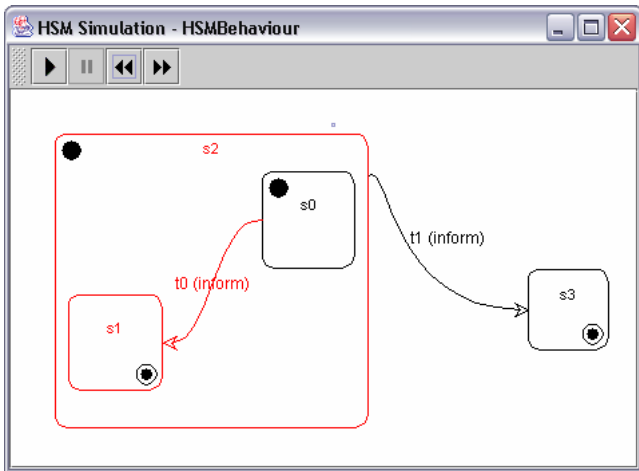 HSM Simulation - HSMBehaviour
s2
s0
t1 (inform)
t0 (inform)
s3
s1